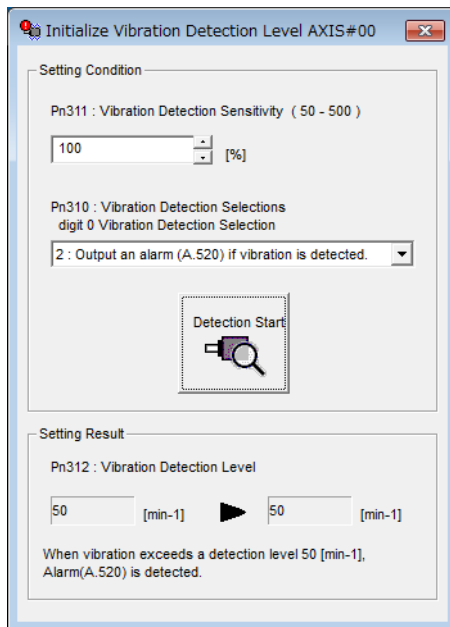 Initialize Vibration Detection Level AXIS#00
Setting Condition
Pn311 : Vibration Detection Sensitivity ( 50 - 500 )
100
[%]
Pn310 : Vibration Detection Selections
digit 0 Vibration Detection Selection
2 : Output an alarm (A.520) if vibration is detected.
Detection Start
Setting Result
Pn312 : Vibration Detection Level
50 [min-1] 50 [min-1]
When vibration exceeds a detection level 50 [min-1],
Alarm(A.520) is detected.